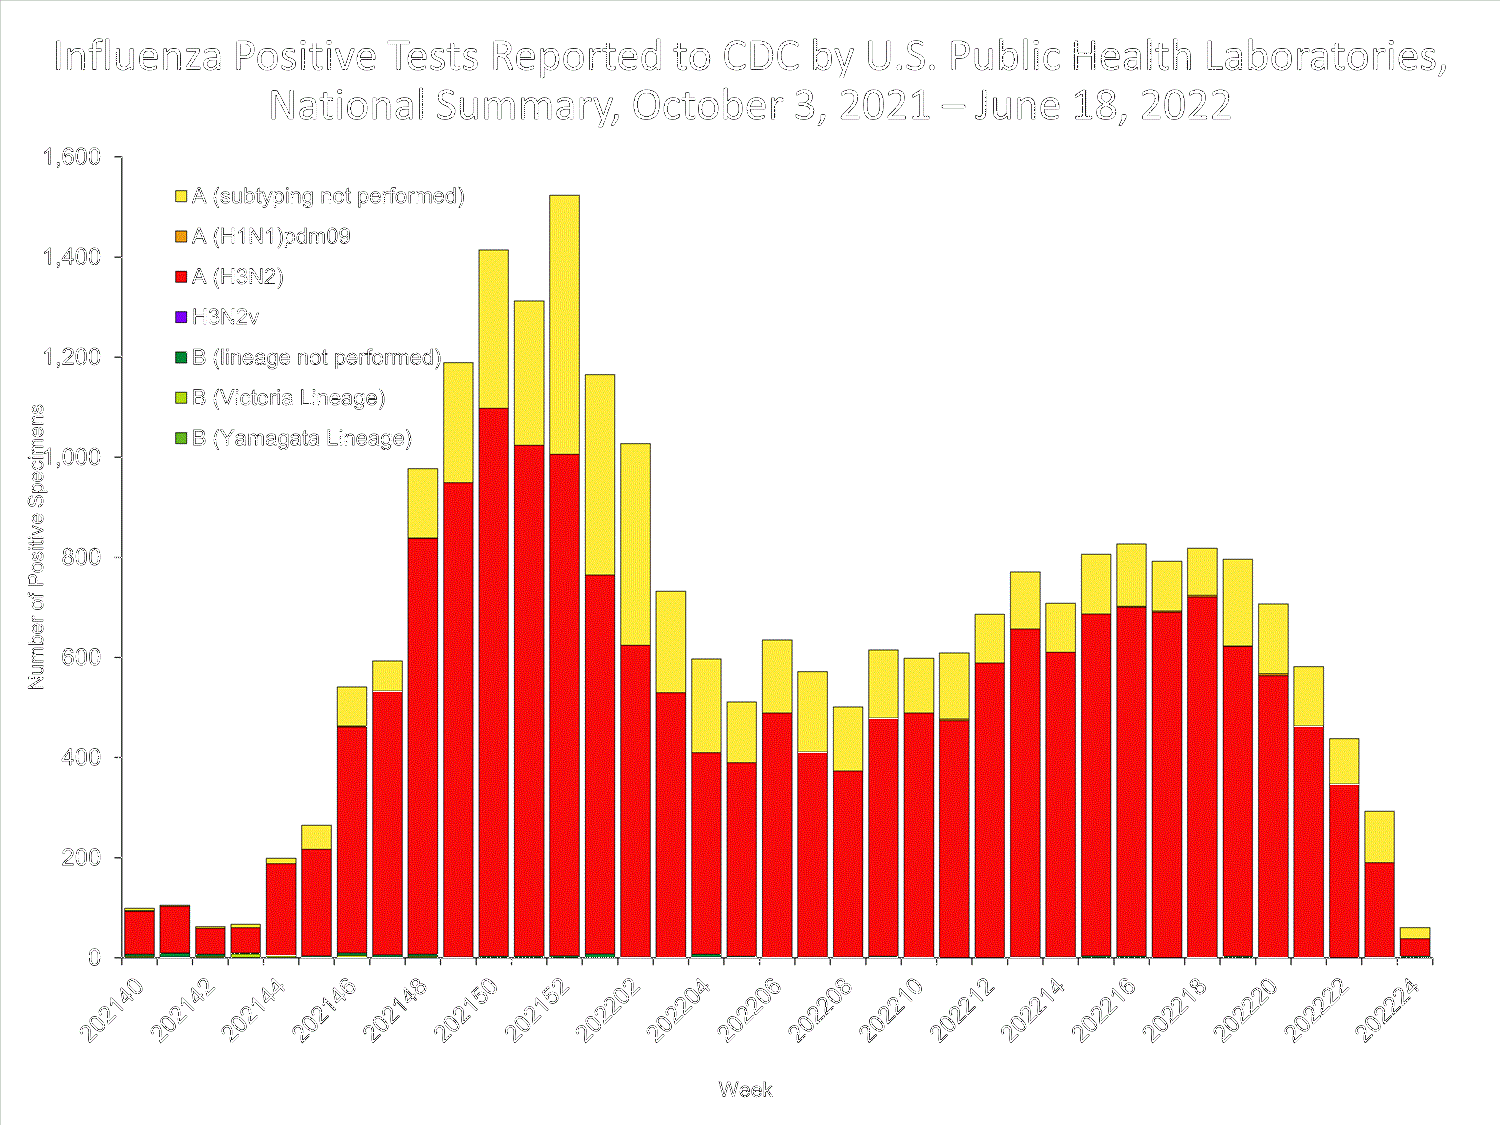 Influenza Positive Tests Reported to CDC by U.S. Public Health Laboratories,
National Summary, October 3, 2021 – June 18, 2022
1,600
1,400
1,200
1,000
800
600
400
200
0
Number of Positive Specimens
A (subtyping not performed)
A (H1N1)pdm09
A (H3N2)
H3N2v
B (lineage not performed)
B (Victoria Lineage)
B (Yamagata Lineage)
202140
202142
202144
202146
202148
202150
202152
202202
202204
202206
202208
202210
202212
202214
202216
202218
202220
202222
202224
Week